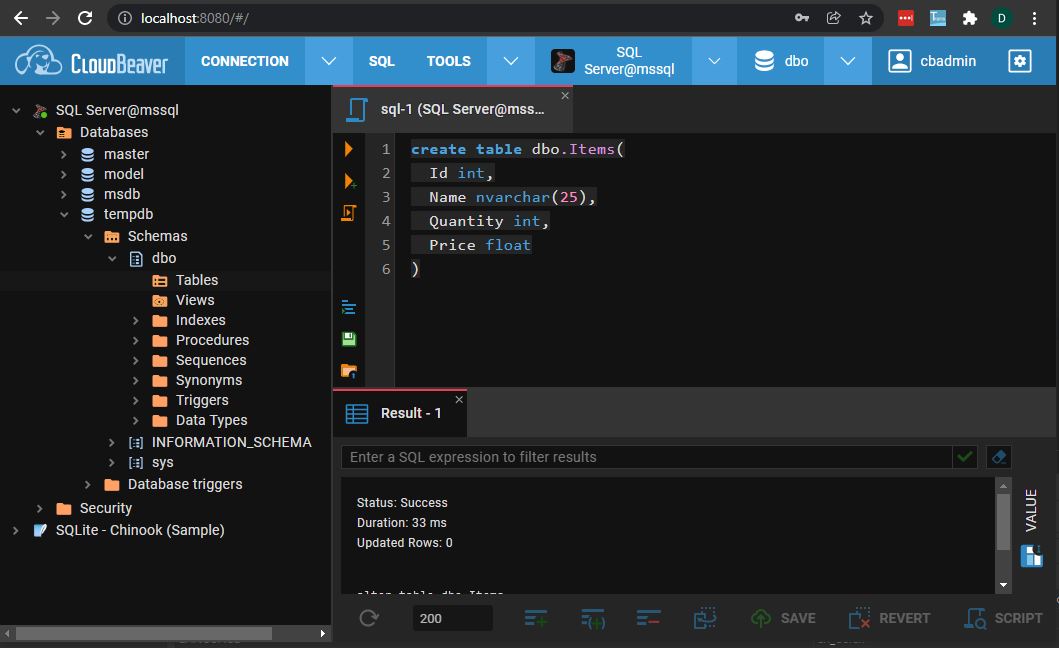 localhost:8080/#/
D
CLOUDBEAVER
CONNECTION
SQL
TOOLS
SQL
Server@mssql
dbo
cbadmin
SQL Server@mssql
Databases
master
model
msdb
tempdb
Schemas
dbo
Tables
Views
Indexes
Procedures
Sequences
Synonyms
Triggers
Data Types
INFORMATION_SCHEMA
sys
Database triggers
Security
SQLite - Chinook (Sample)
sql-1 (SQL Server@mss...
1 create table dbo.Items(
2 Id int,
3 Name nvarchar(25),
4 Quantity int,
5 Price float
6 )
Result - 1
Enter a SQL expression to filter results
Status: Success
Duration: 33 ms
Updated Rows: 0
alter table dbo.Items
VALUE
200
SAVE
REVERT
SCRIPT